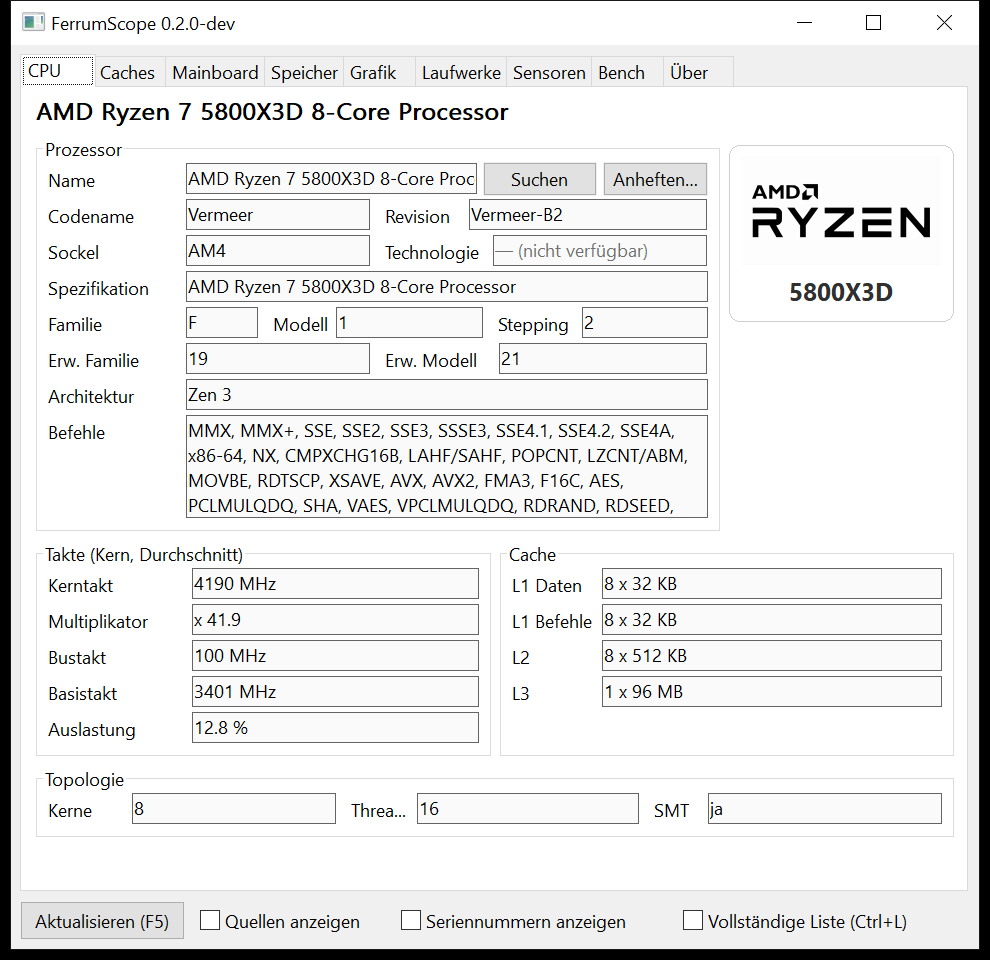 FerrumScope 0.2.0-dev
CPU Caches Mainboard Speicher Grafik Laufwerke Sensoren Bench Über
AMD Ryzen 7 5800X3D 8-Core Processor
Prozessor
Name AMD Ryzen 7 5800X3D 8-Core Proc Suchen Anheften...
Codename Vermeer Revision Vermeer-B2
Sockel AM4 Technologie — (nicht verfügbar)
Spezifikation AMD Ryzen 7 5800X3D 8-Core Processor
Familie F Modell 1 Stepping 2
Erw. Familie 19 Erw. Modell 21
Architektur Zen 3
Befehle MMX, MMX+, SSE, SSE2, SSE3, SSSE3, SSE4.1, SSE4.2, SSE4A,
x86-64, NX, CMPXCHG16B, LAHF/SAHF, POPCNT, LZCNT/ABM,
MOVBE, RDTSCP, XSAVE, AVX, AVX2, FMA3, F16C, AES,
PCLMULQDQ, SHA, VAES, VPCLMULQDQ, RDRAND, RDSEED,
AMD
RYZEN
5800X3D
Takte (Kern, Durchschnitt)
Kerntakt 4190 MHz
Multiplikator x 41.9
Bustakt 100 MHz
Basistakt 3401 MHz
Auslastung 12.8 %
Cache
L1 Daten 8 x 32 KB
L1 Befehle 8 x 32 KB
L2 8 x 512 KB
L3 1 x 96 MB
Topologie
Kerne 8 Threa... 16 SMT ja
Aktualisieren (F5) Quellen anzeigen Seriennummern anzeigen Vollständige Liste (Ctrl+L)